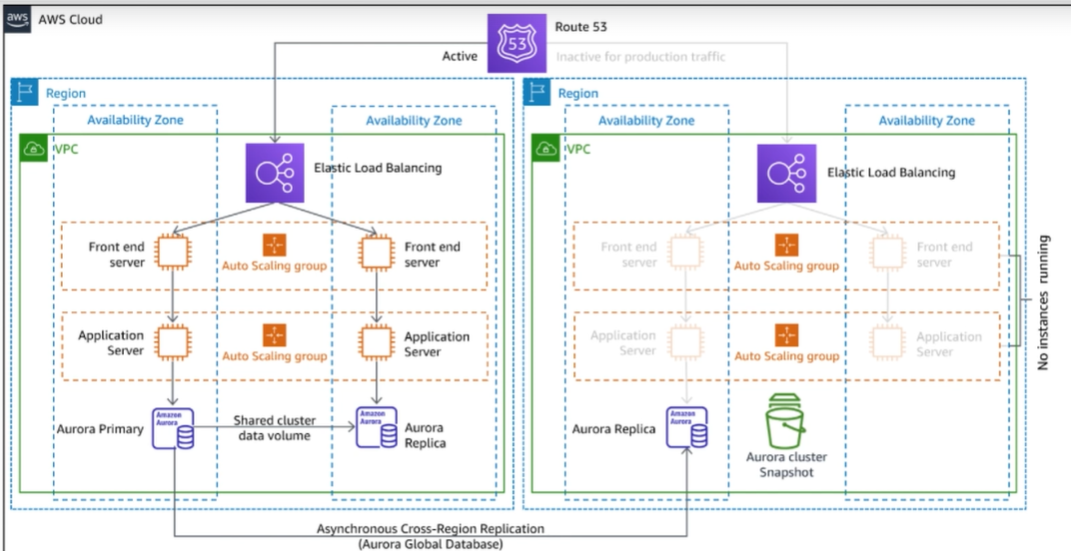 aws
AWS Cloud
53
Route 53
Active
Inactive for production traffic
Region
Availability Zone
Availability Zone
VPC
Elastic Load Balancing
Front end
server
Auto Scaling group
Front end
server
Application
Server
Auto Scaling group
Application
Server
Aurora Primary
Amazon
Aurora
Shared cluster
data volume
Amazon
Aurora
Aurora
Replica
Region
Availability Zone
Availability Zone
VPC
Elastic Load Balancing
Front end
server
Auto Scaling group
Front end
server
Application
Server
Auto Scaling group
Application
Server
No instances running
Aurora Replica
Amazon
Aurora
Aurora cluster
Snapshot
Asynchronous Cross-Region Replication
(Aurora Global Database)